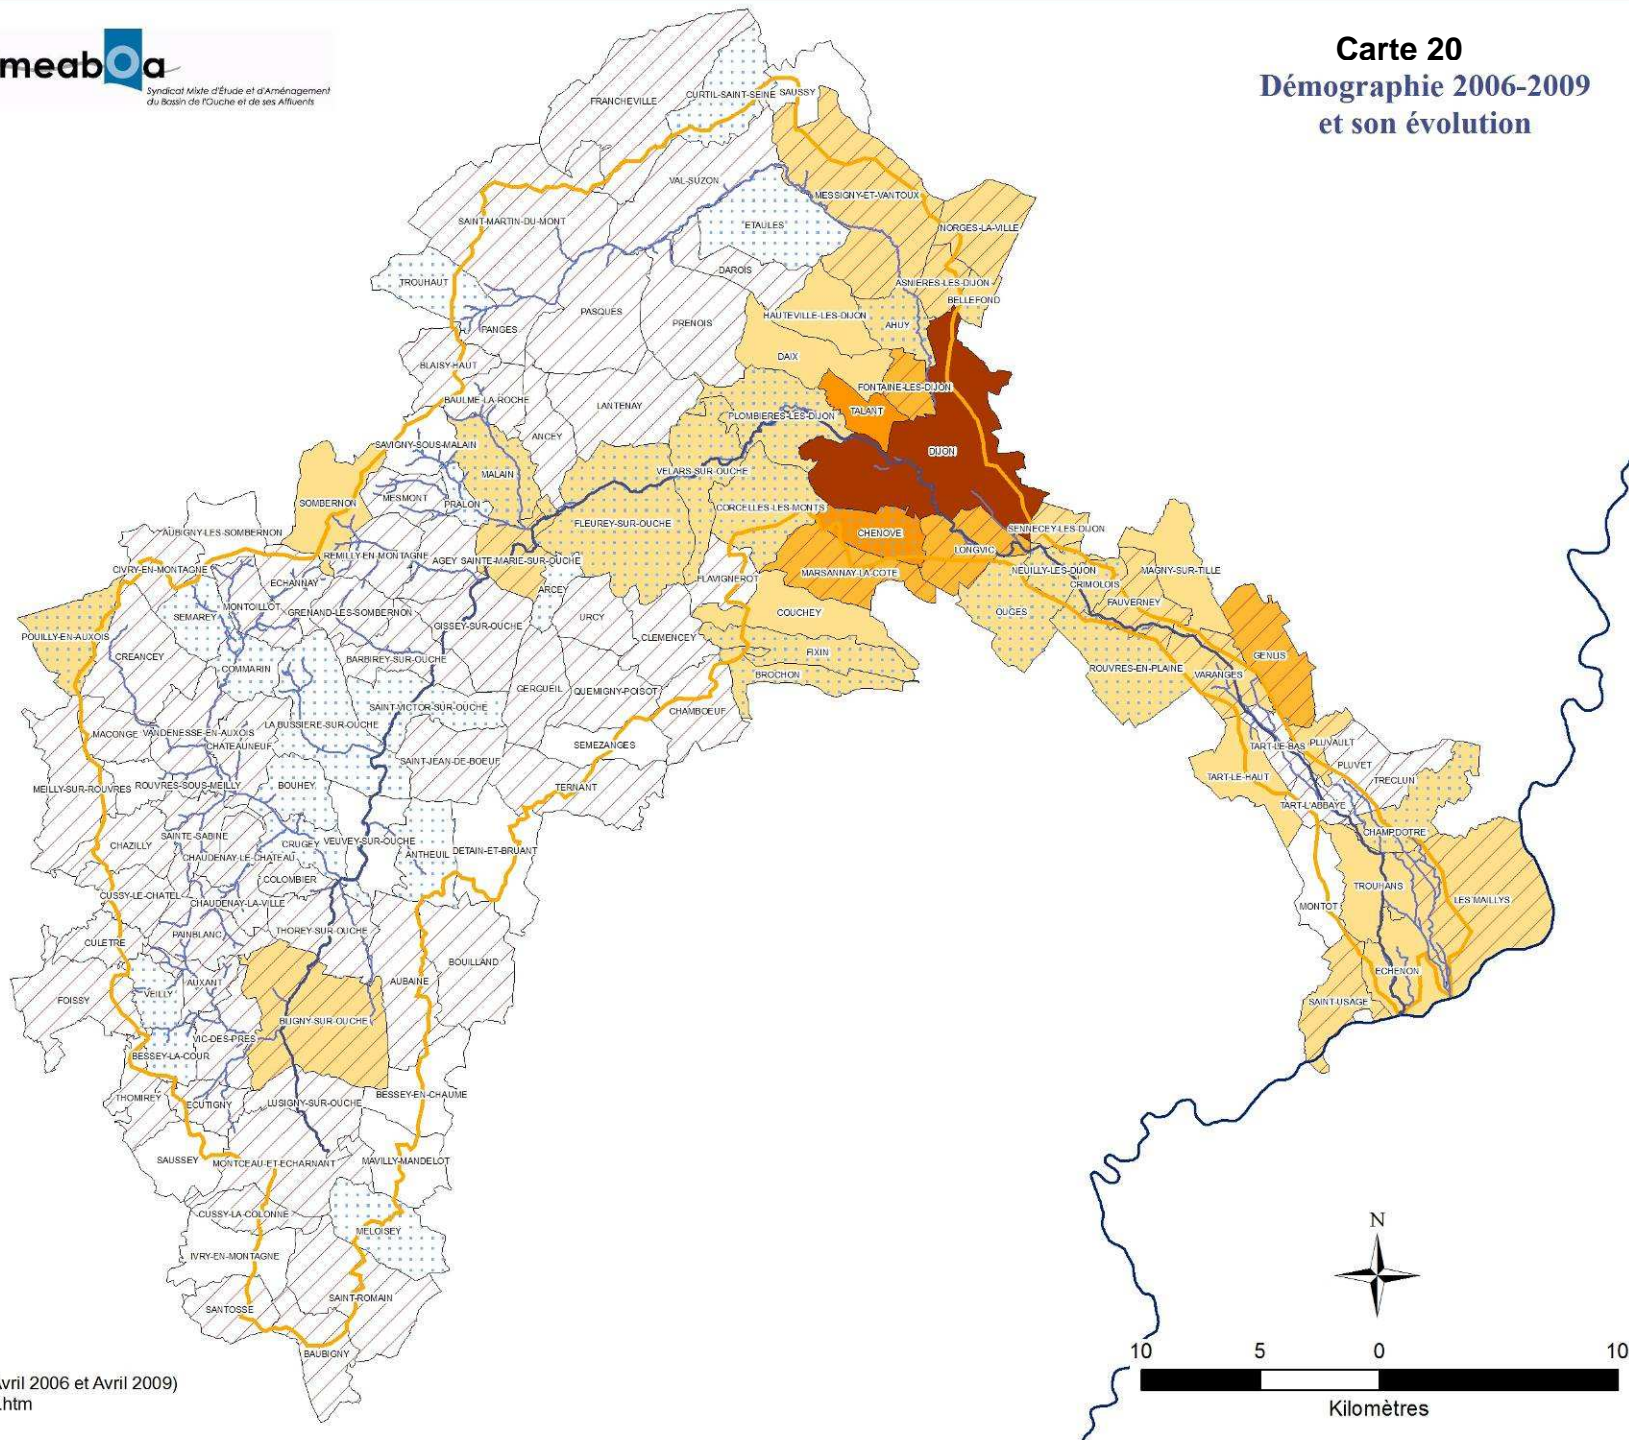 meaboa
Syndicat Mixte d'Étude et d'Aménagement
du Bassin de l'Ouche et de ses Affluents
Carte 20
Démographie 2006-2009
et son évolution
FRANCHEVILLE
CURTIL-SAINT-SEINE
SAUSSY
VAL-SUZON
MESSIGNY-ET-VANTOUX
SAINT-MARTIN-DU-MONT
ETAULES
NORGES-LA-VILLE
TROUHAUT
DAROIS
ASNIERES-LES-DIJON
BELLEFOND
PANGES
PASQUES
PRENOIS
HAUTEVILLE-LES-DIJON
AHUY
BLAISY-HAUT
DAIX
BAULME-LA-ROCHE
LANTENAY
FONTAINE-LES-DIJON
PLOMBIERES-LES-DIJON
TALANT
ANCEY
SAVIGNY-SOUS-MALAIN
DIJON
MALAIN
VELARS-SUR-OUCHE
SOMBERNON
MESMONT
PRALON
CORCELLES-LES-MONTS
FLEUREY-SUR-OUCHE
AUBIGNY-LES-SOMBERNON
CHENOVE
SENNECEY-LES-DIJON
LONGVIC
REMILLY-EN-MONTAGNE
AGEY
SAINTE-MARIE-SUR-OUCHE
CIVRY-EN-MONTAGNE
ECHANNAY
FLAVIGNEROT
MARSANNAY-LA-COTE
NEUILLY-LES-DIJON
MAGNY-SUR-TILLE
CRIMOLOIS
ARCEY
FAUVERNEY
SEMAREY
MONTOILLOT
GRENAND-LES-SOMBERNON
URCY
COUCHEY
OUGES
POUILLY-EN-AUXOIS
GISSEY-SUR-OUCHE
CLEMENCEY
CREANCEY
COMMARIN
BARBIREY-SUR-OUCHE
FIXIN
GENLIS
ROUVRES-EN-PLAINE
VARANGES
BROCHON
GERGUEIL
QUEMIGNY-POISOT
SAINT-VICTOR-SUR-OUCHE
CHAMBOEUF
LA BUSSIERE-SUR-OUCHE
MACONGE
VANDENESSE-EN-AUXOIS
CHATEAUNEUF
SEMEZANGES
TART-LE-BAS
PLUVAULT
PLUVET
SAINT-JEAN-DE-BOEUF
TART-LE-HAUT
TRECLUN
MEILLY-SUR-ROUVRES
ROUVRES-SOUS-MEILLY
BOUHEY
TERNANT
TART-L'ABBAYE
CHAMPDOTRE
SAINTE-SABINE
CHAZILLY
CRUGEY
VEUVEY-SUR-OUCHE
ANTHEUIL
DETAIN-ET-BRUANT
CHAUDENAY-LE-CHATEAU
COLOMBIER
TROUHANS
CUSSY-LE-CHATEL
CHAUDENAY-LA-VILLE
MONTOT
LES MAILLYS
CULETRE
PAINBLANC
THOREY-SUR-OUCHE
BOUILLAND
ECHENON
AUXANT
AUBAINE
VEILLY
FOISSY
SAINT-USAGE
BLIGNY-SUR-OUCHE
VIC-DES-PRES
BESSEY-LA-COUR
THOMIREY
ECUTIGNY
LUSIGNY-SUR-OUCHE
BESSEY-EN-CHAUME
SAUSSEY
MONTCEAU-ET-ECHARNANT
MAVILLY-MANDELOT
CUSSY-LA-COLONNE
MELOISEY
N
IVRY-EN-MONTAGNE
SAINT-ROMAIN
SANTOSSE
BAUBIGNY
10 5 0 10
Kilomètres
vril 2006 et Avril 2009)
.htm